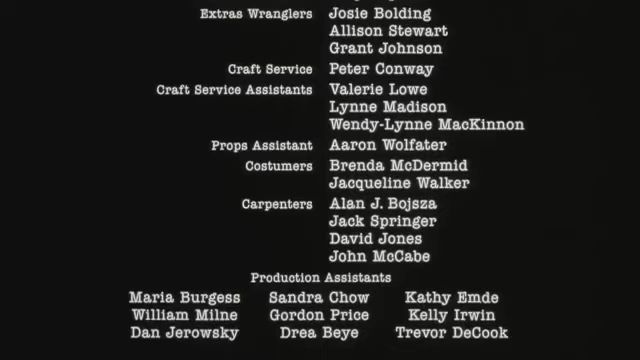 Extras Wranglers Josie Bolding
Allison Stewart
Grant Johnson
Craft Service Peter Conway
Craft Service Assistants Valerie Lowe
Lynne Madison
Wendy-Lynne MacKinnon
Props Assistant Aaron Wolfater
Costumers Brenda McDermid
Jacqueline Walker
Carpenters Alan J. Bojsza
Jack Springer
David Jones
John McCabe
Production Assistants
Maria Burgess Sandra Chow Kathy Emde
William Milne Gordon Price Kelly Irwin
Dan Jerowsky Drea Beye Trevor DeCook